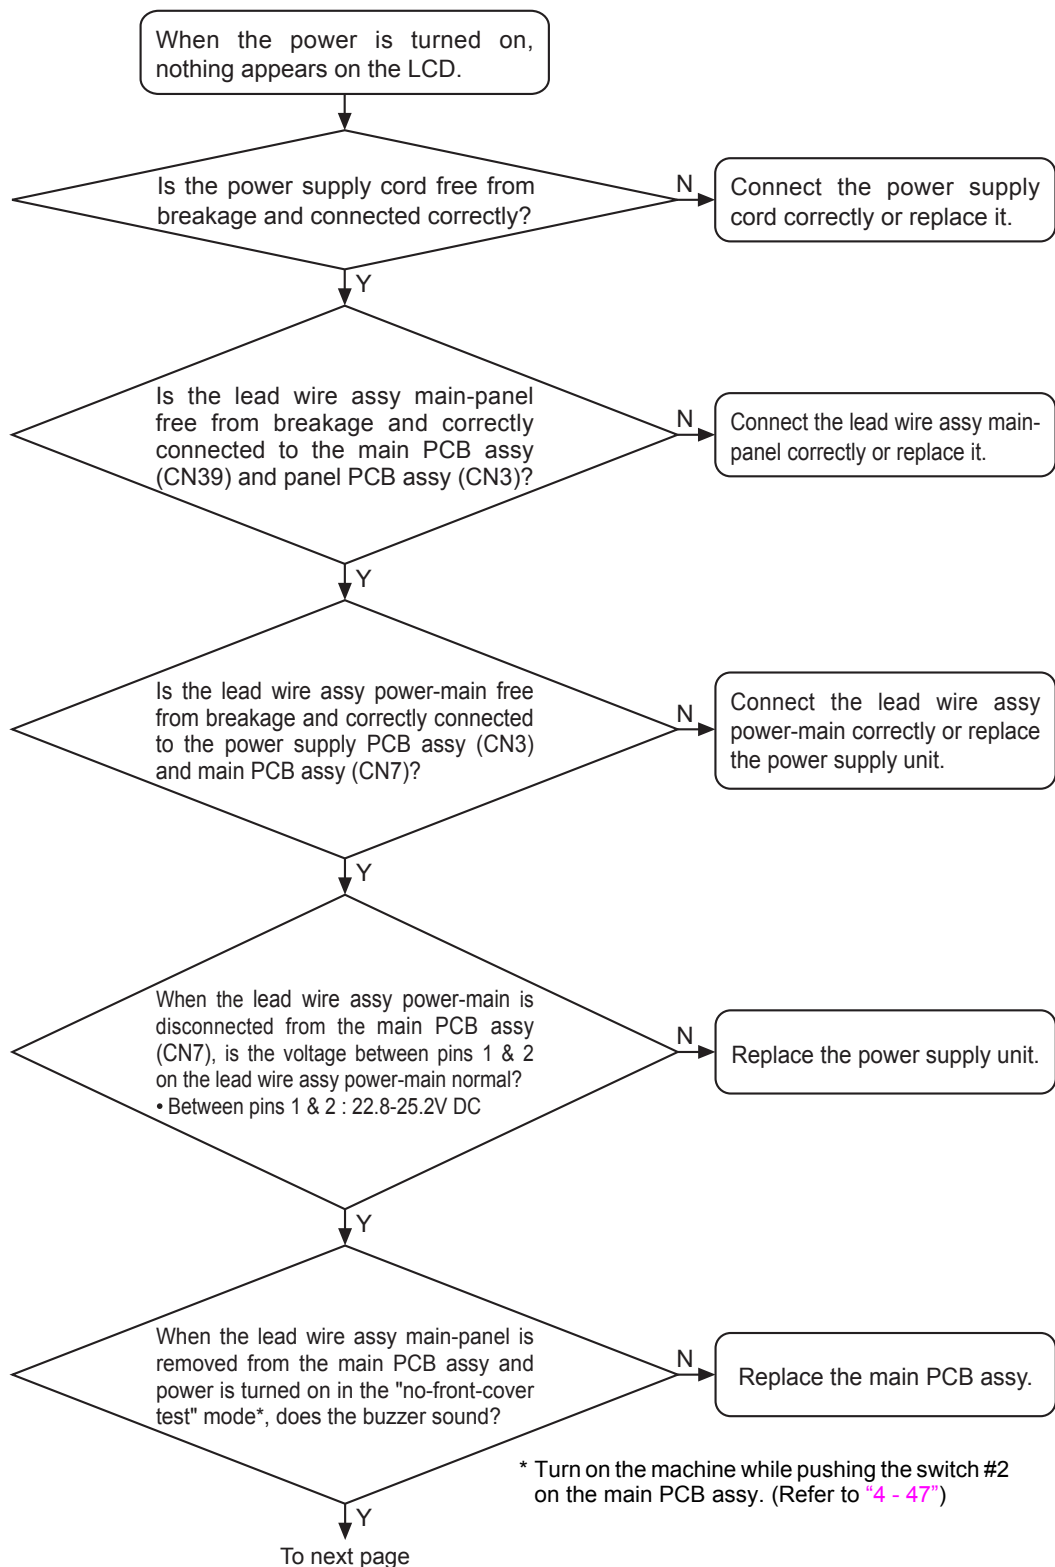 When the power is turned on,
nothing appears on the LCD.
Is the power supply cord free from
breakage and connected correctly?
N
Connect the power supply
cord correctly or replace it.
Y
Is the lead wire assy main-panel
free from breakage and correctly
connected to the main PCB assy
(CN39) and panel PCB assy (CN3)?
N
Connect the lead wire assy main-
panel correctly or replace it.
Y
Is the lead wire assy power-main free
from breakage and correctly connected
to the power supply PCB assy (CN3)
and main PCB assy (CN7)?
N
Connect the lead wire assy
power-main correctly or replace
the power supply unit.
Y
When the lead wire assy power-main is
disconnected from the main PCB assy
(CN7), is the voltage between pins 1 & 2
on the lead wire assy power-main normal?
• Between pins 1 & 2 : 22.8-25.2V DC
N
Replace the power supply unit.
Y
When the lead wire assy main-panel is
removed from the main PCB assy and
power is turned on in the "no-front-cover
test" mode*, does the buzzer sound?
N
Replace the main PCB assy.
* Turn on the machine while pushing the switch #2
on the main PCB assy. (Refer to “4 - 47”)
Y
To next page